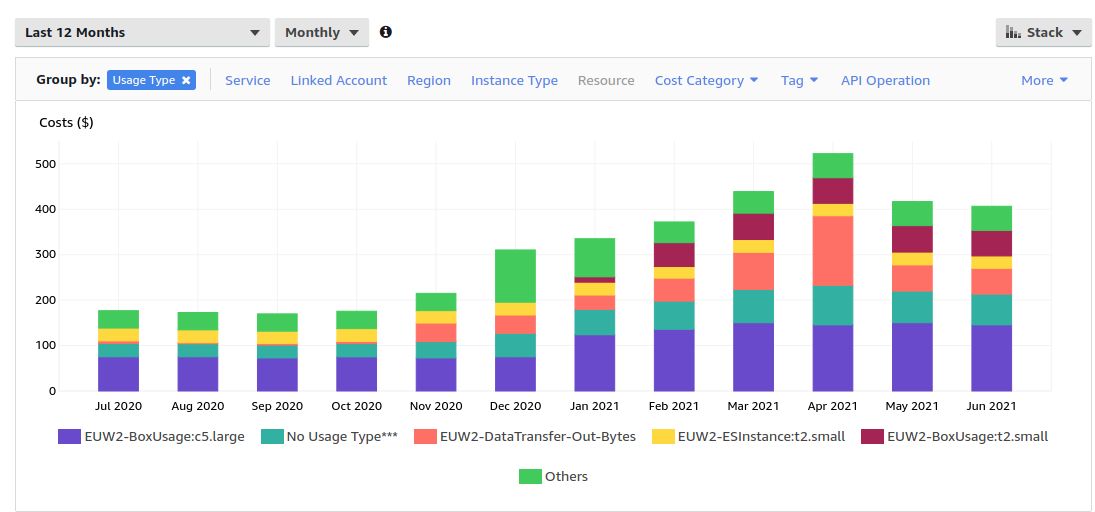 Last 12 Months Monthly Stack
Group by: Usage Type Service Linked Account Region Instance Type Resource Cost Category Tag API Operation More
Costs ($)
500
400
300
200
100
0
Jul 2020 Aug 2020 Sep 2020 Oct 2020 Nov 2020 Dec 2020 Jan 2021 Feb 2021 Mar 2021 Apr 2021 May 2021 Jun 2021
EUW2-BoxUsage:c5.large No Usage Type*** EUW2-DataTransfer-Out-Bytes EUW2-ESInstance:t2.small EUW2-BoxUsage:t2.small
Others